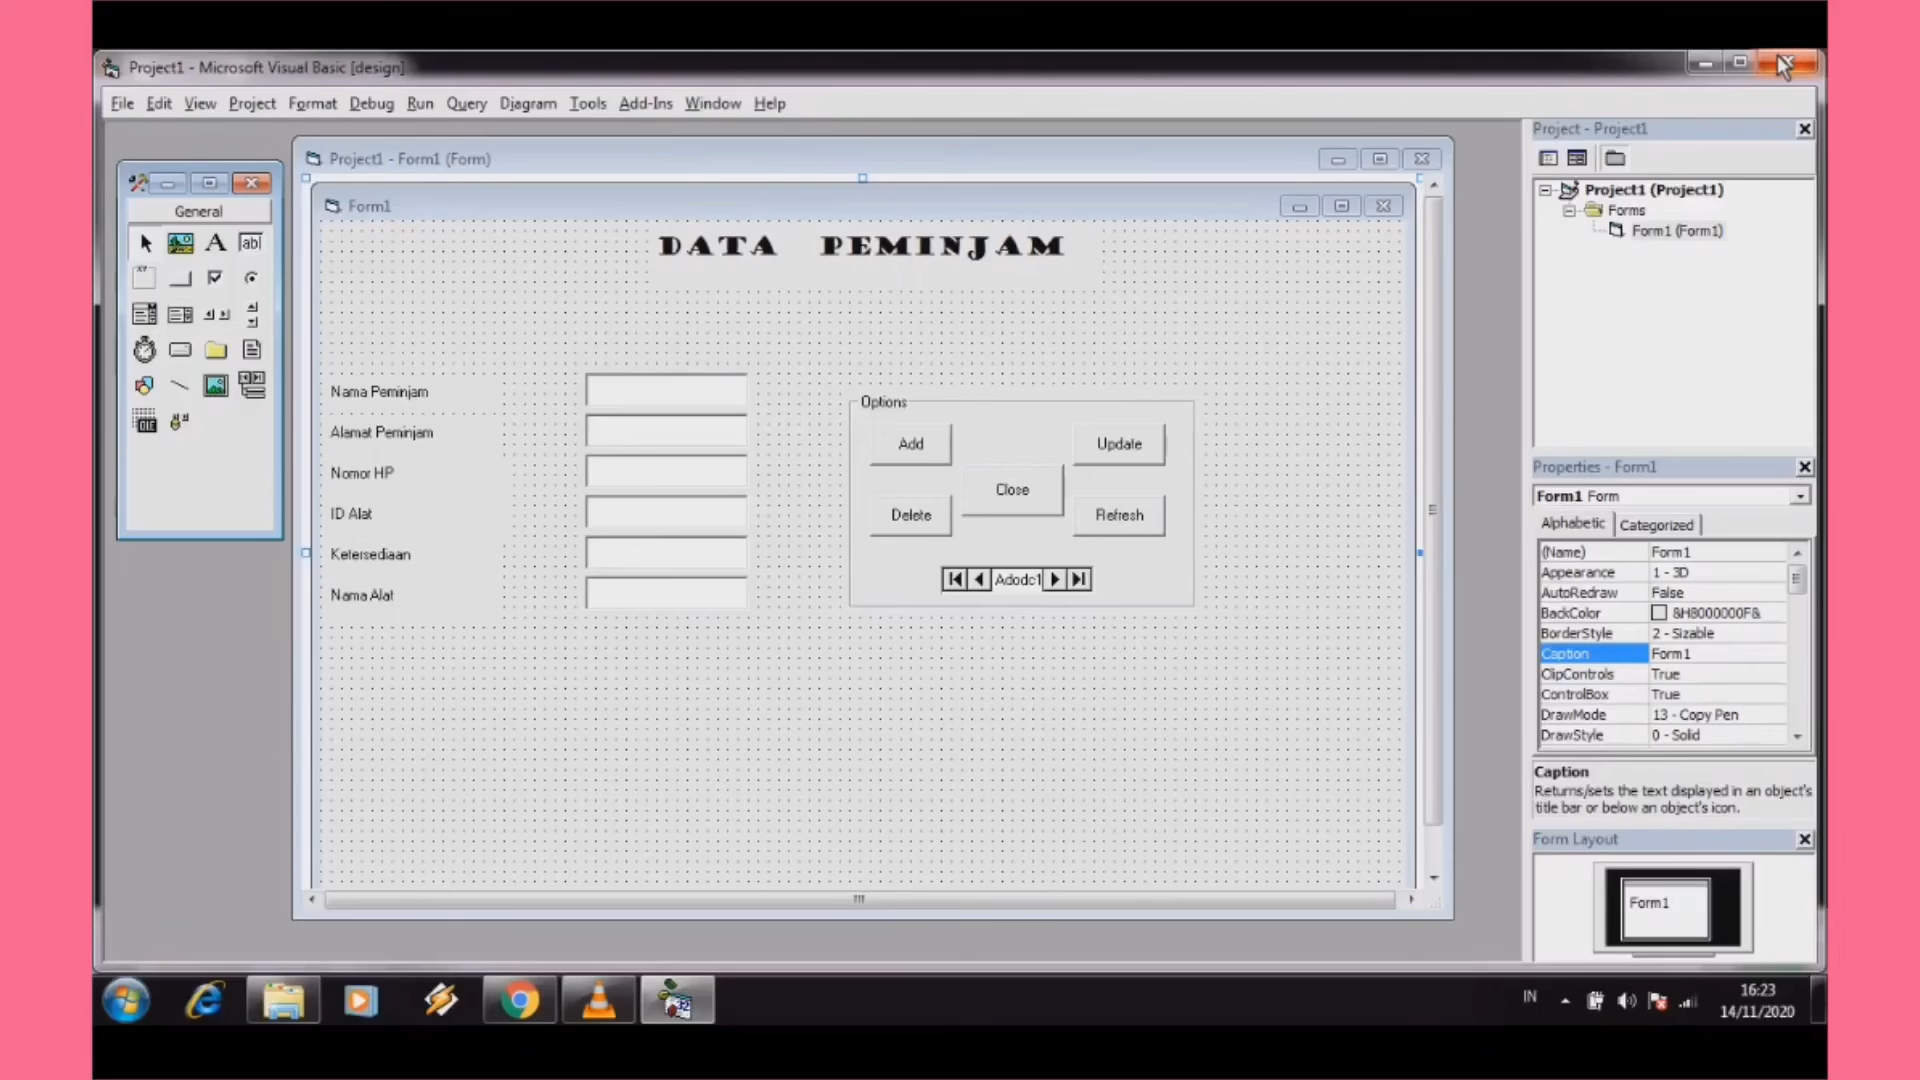 Project1 - Microsoft Visual Basic [design]
File Edit View Project Format Debug Run Query Diagram Tools Add-Ins Window Help
Project1 - Form1 (Form)
General
A
abl
XY
OLE
Form1
DATA PEMINJAM
Nama Peminjam
Alamat Peminjam
Nomor HP
ID Alat
Ketersediaan
Nama Alat
Options
Add
Update
Close
Delete
Refresh
Adodc1
Project - Project1
Project1 (Project1)
Forms
Form1 (Form1)
Properties - Form1
Form1 Form
Alphabetic Categorized
(Name) Form1
Appearance 1 - 3D
AutoRedraw False
BackColor &H8000000F&
BorderStyle 2 - Sizable
Caption Form1
ClipControls True
ControlBox True
DrawMode 13 - Copy Pen
DrawStyle 0 - Solid
Caption
Returns/sets the text displayed in an object's
title bar or below an object's icon.
Form Layout
Form1
IN
16:23
14/11/2020